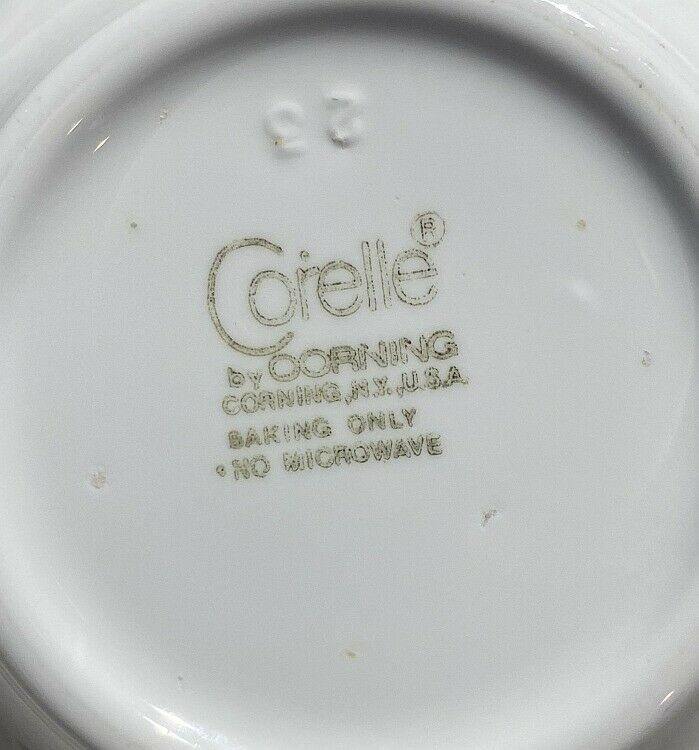 23
Corelle®
by CORNING
CORNING, N.Y., U.S.A.
BAKING ONLY
• NO MICROWAVE